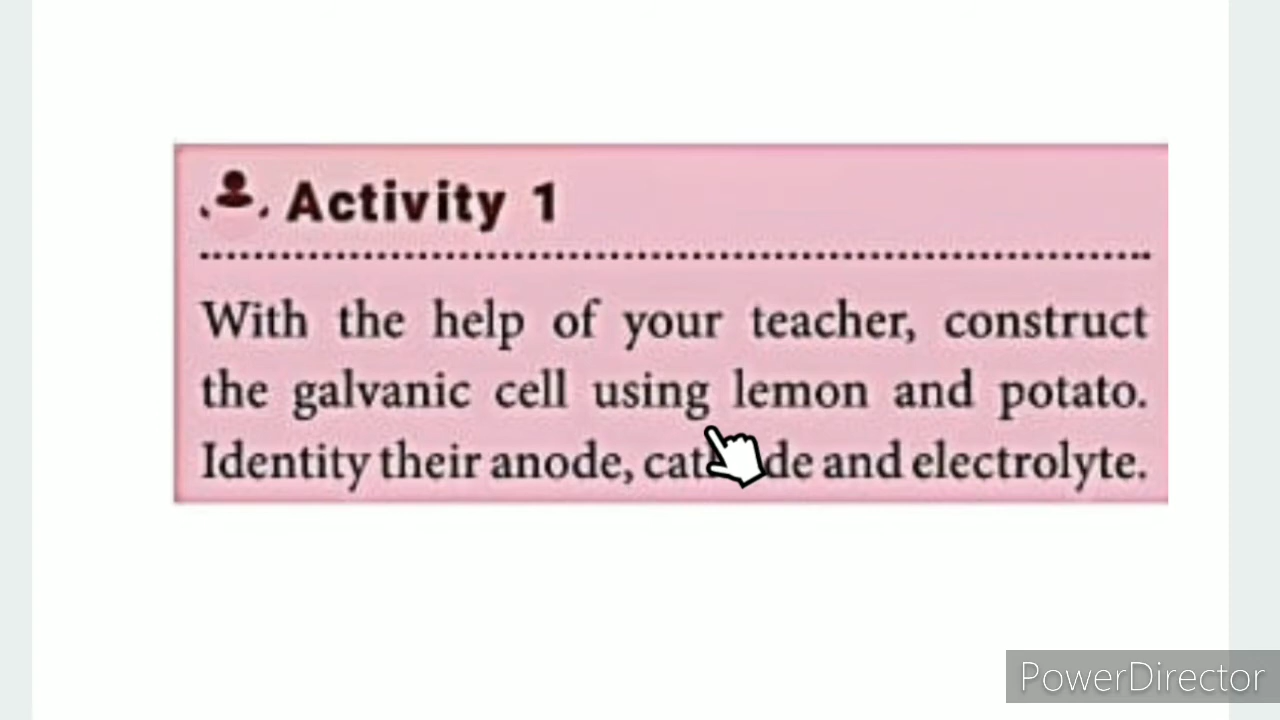 Activity 1
With the help of your teacher, construct
the galvanic cell using lemon and potato.
Identity their anode, cathode and electrolyte.
PowerDirector